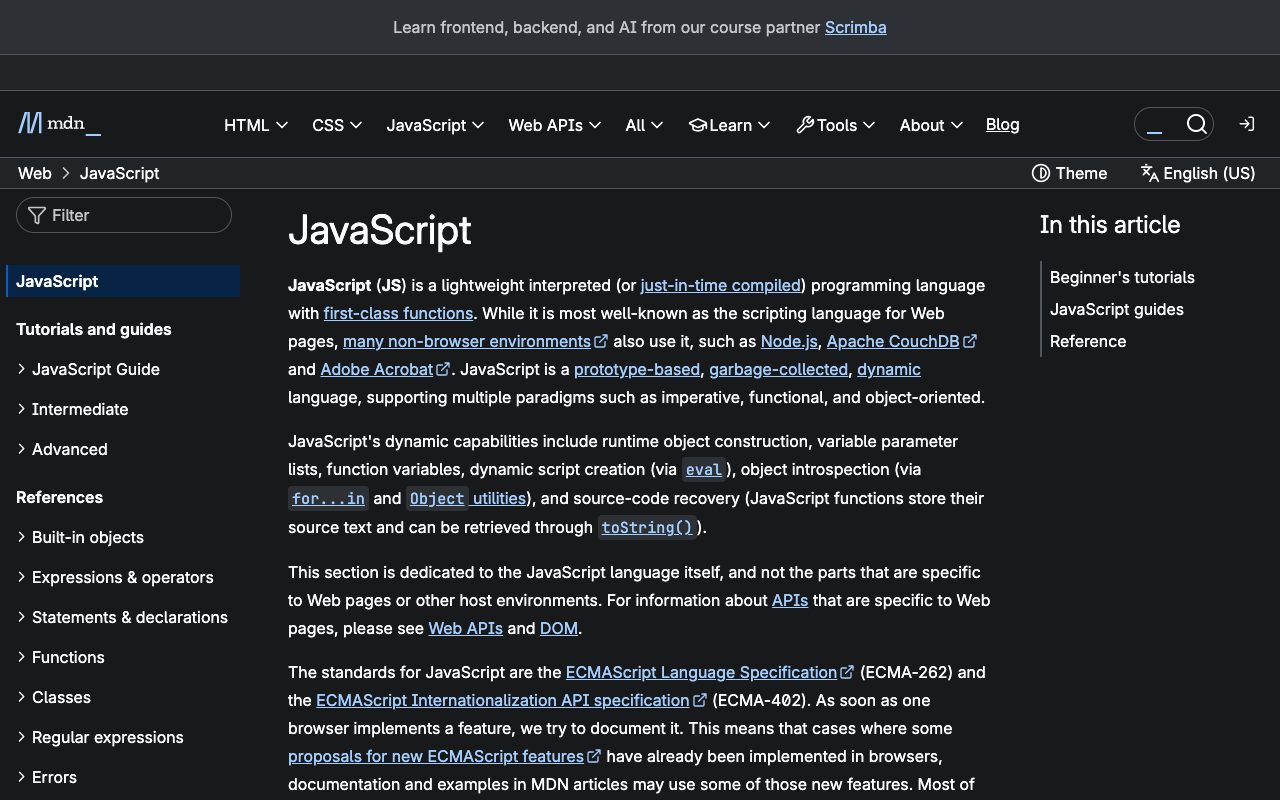 Learn frontend, backend, and AI from our course partner Scrimba
mdn_
HTML CSS JavaScript Web APIs All Learn Tools About Blog
Web > JavaScript
Theme English (US)
Filter
JavaScript
Tutorials and guides
JavaScript Guide
Intermediate
Advanced
References
Built-in objects
Expressions & operators
Statements & declarations
Functions
Classes
Regular expressions
Errors
JavaScript
JavaScript (JS) is a lightweight interpreted (or just-in-time compiled) programming language
with first-class functions. While it is most well-known as the scripting language for Web
pages, many non-browser environments also use it, such as Node.js, Apache CouchDB
and Adobe Acrobat. JavaScript is a prototype-based, garbage-collected, dynamic
language, supporting multiple paradigms such as imperative, functional, and object-oriented.
JavaScript's dynamic capabilities include runtime object construction, variable parameter
lists, function variables, dynamic script creation (via eval), object introspection (via
for...in and Object utilities), and source-code recovery (JavaScript functions store their
source text and can be retrieved through toString()).
This section is dedicated to the JavaScript language itself, and not the parts that are specific
to Web pages or other host environments. For information about APIs that are specific to Web
pages, please see Web APIs and DOM.
The standards for JavaScript are the ECMAScript Language Specification (ECMA-262) and
the ECMAScript Internationalization API specification (ECMA-402). As soon as one
browser implements a feature, we try to document it. This means that cases where some
proposals for new ECMAScript features have already been implemented in browsers,
documentation and examples in MDN articles may use some of those new features. Most of
In this article
Beginner's tutorials
JavaScript guides
Reference